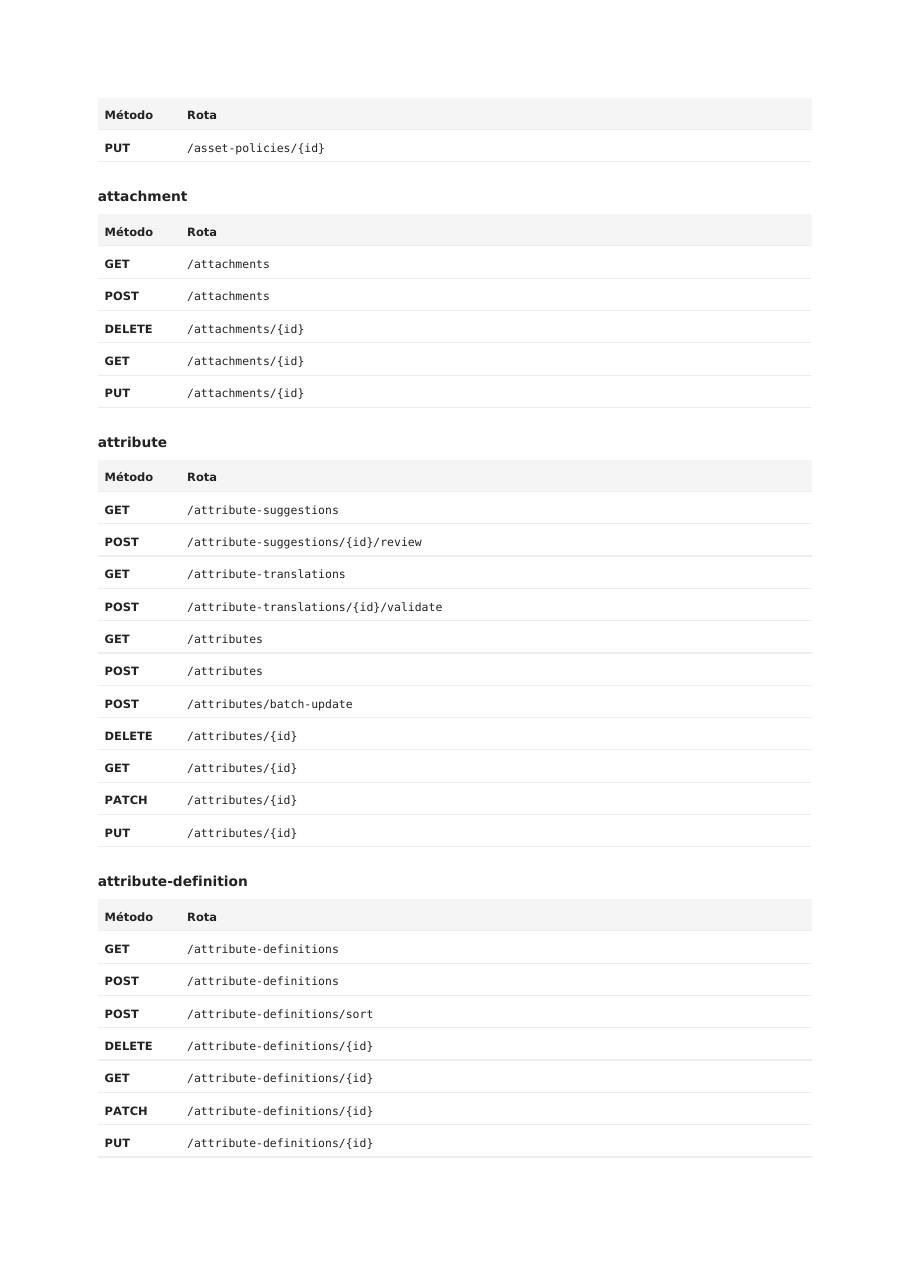 Método Rota
PUT /asset-policies/{id}
attachment
Método Rota
GET /attachments
POST /attachments
DELETE /attachments/{id}
GET /attachments/{id}
PUT /attachments/{id}
attribute
Método Rota
GET /attribute-suggestions
POST /attribute-suggestions/{id}/review
GET /attribute-translations
POST /attribute-translations/{id}/validate
GET /attributes
POST /attributes
POST /attributes/batch-update
DELETE /attributes/{id}
GET /attributes/{id}
PATCH /attributes/{id}
PUT /attributes/{id}
attribute-definition
Método Rota
GET /attribute-definitions
POST /attribute-definitions
POST /attribute-definitions/sort
DELETE /attribute-definitions/{id}
GET /attribute-definitions/{id}
PATCH /attribute-definitions/{id}
PUT /attribute-definitions/{id}